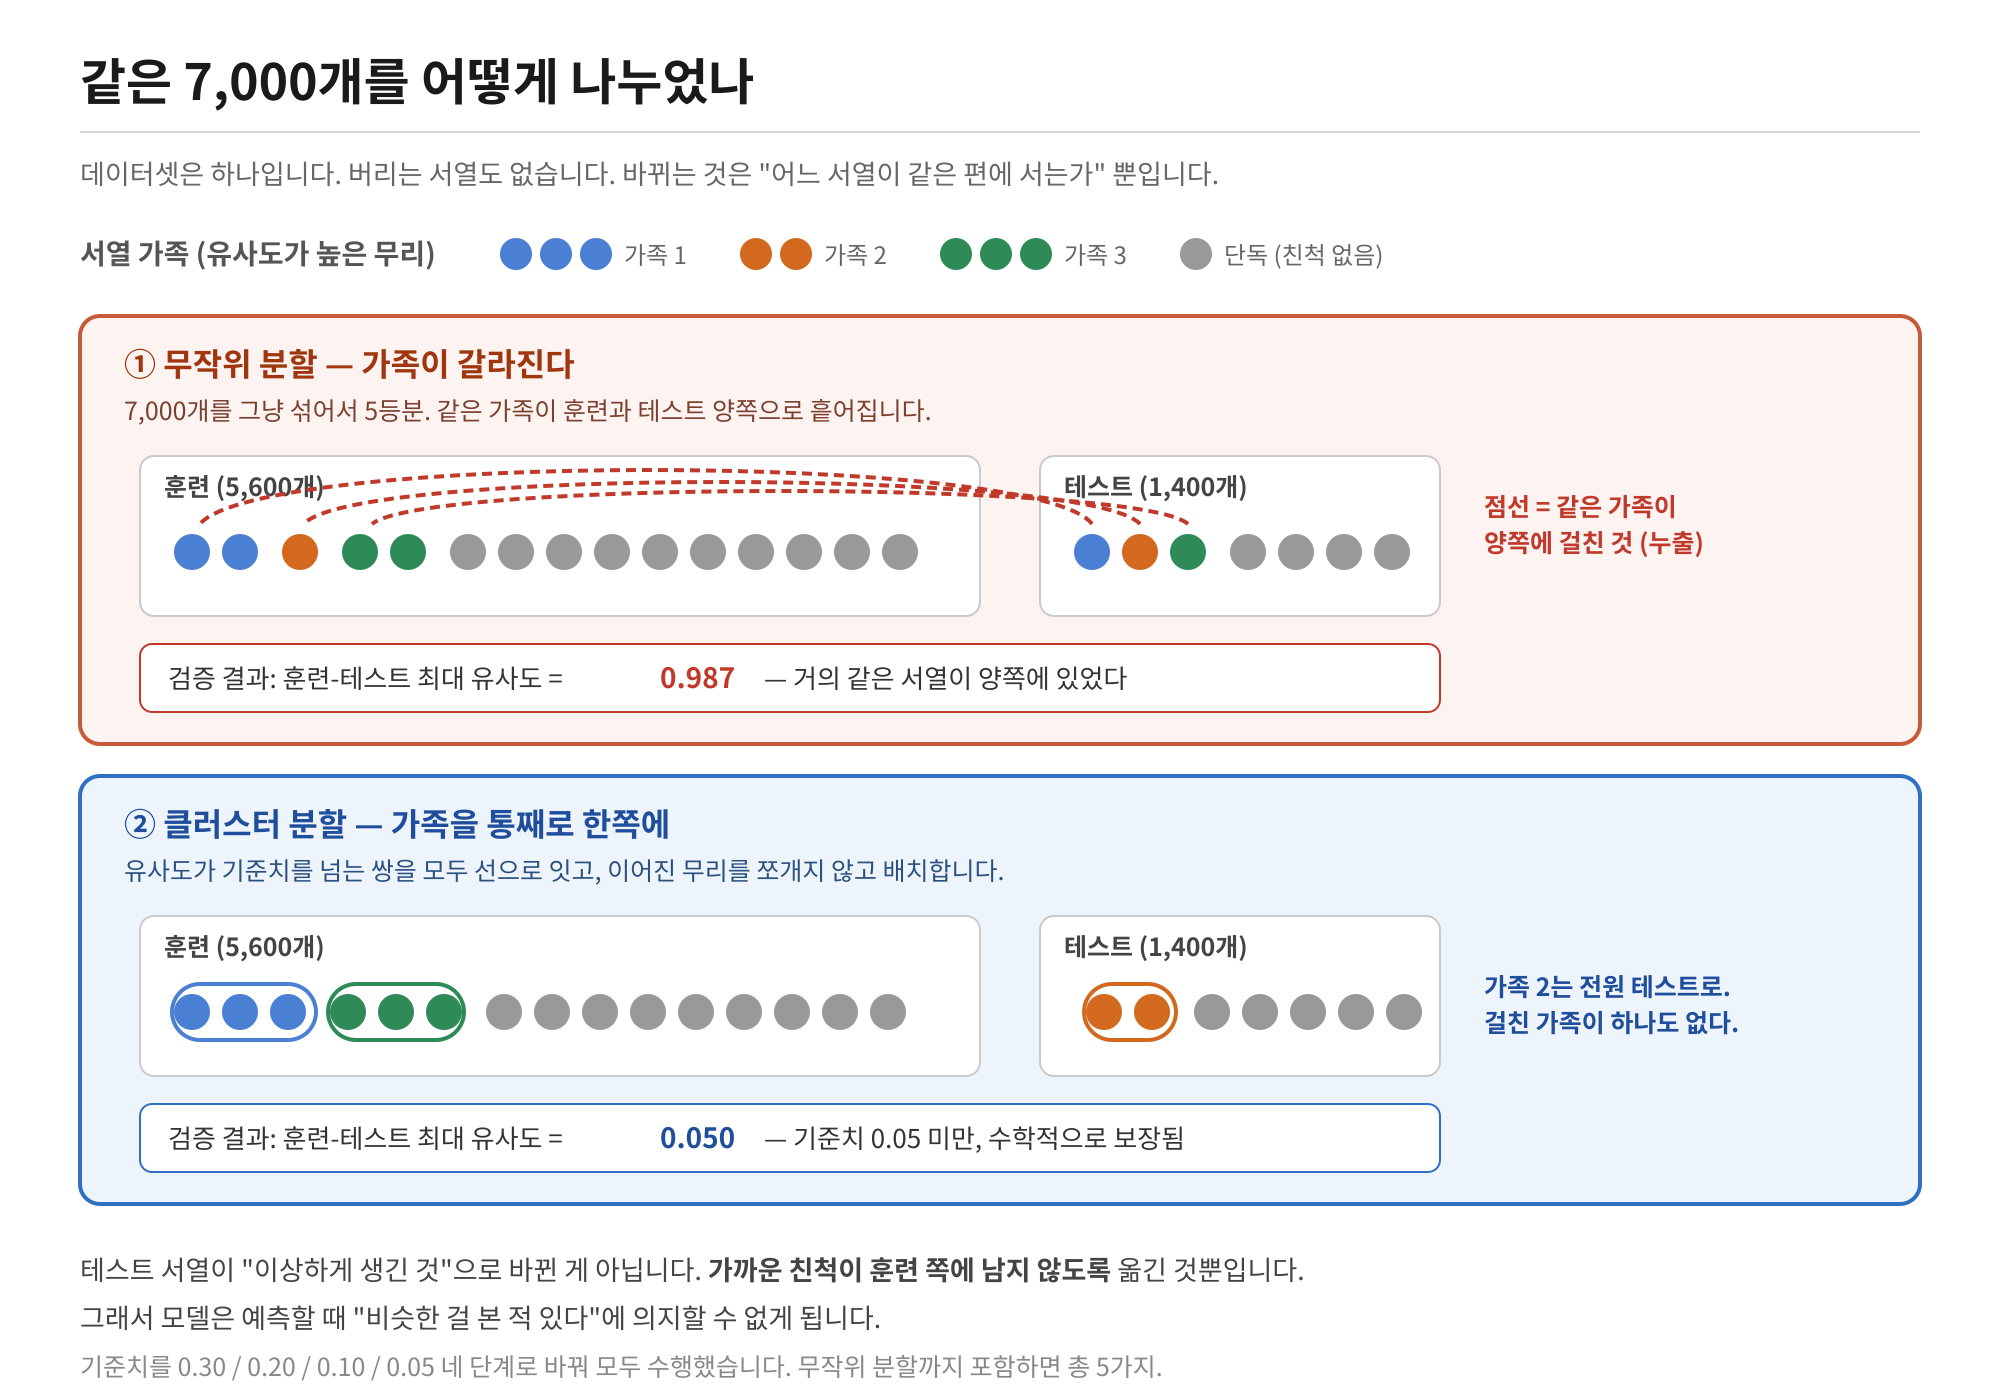 같은 7,000개를 어떻게 나누었나
데이터셋은 하나입니다. 버리는 서열도 없습니다. 바뀌는 것은 "어느 서열이 같은 편에 서는가" 뿐입니다.
서열 가족 (유사도가 높은 무리) 가족 1 가족 2 가족 3 단독 (친척 없음)
① 무작위 분할 — 가족이 갈라진다
7,000개를 그냥 섞어서 5등분. 같은 가족이 훈련과 테스트 양쪽으로 흩어집니다.
훈련 (5,600개)
테스트 (1,400개)
점선 = 같은 가족이
양쪽에 걸친 것 (누출)
검증 결과: 훈련-테스트 최대 유사도 = 0.987 — 거의 같은 서열이 양쪽에 있었다
② 클러스터 분할 — 가족을 통째로 한쪽에
유사도가 기준치를 넘는 쌍을 모두 선으로 잇고, 이어진 무리를 쪼개지 않고 배치합니다.
훈련 (5,600개)
테스트 (1,400개)
가족 2는 전원 테스트로.
걸친 가족이 하나도 없다.
검증 결과: 훈련-테스트 최대 유사도 = 0.050 — 기준치 0.05 미만, 수학적으로 보장됨
테스트 서열이 "이상하게 생긴 것"으로 바뀐 게 아닙니다. 가까운 친척이 훈련 쪽에 남지 않도록 옮긴 것뿐입니다.
그래서 모델은 예측할 때 "비슷한 걸 본 적 있다"에 의지할 수 없게 됩니다.
기준치를 0.30 / 0.20 / 0.10 / 0.05 네 단계로 바꿔 모두 수행했습니다. 무작위 분할까지 포함하면 총 5가지.